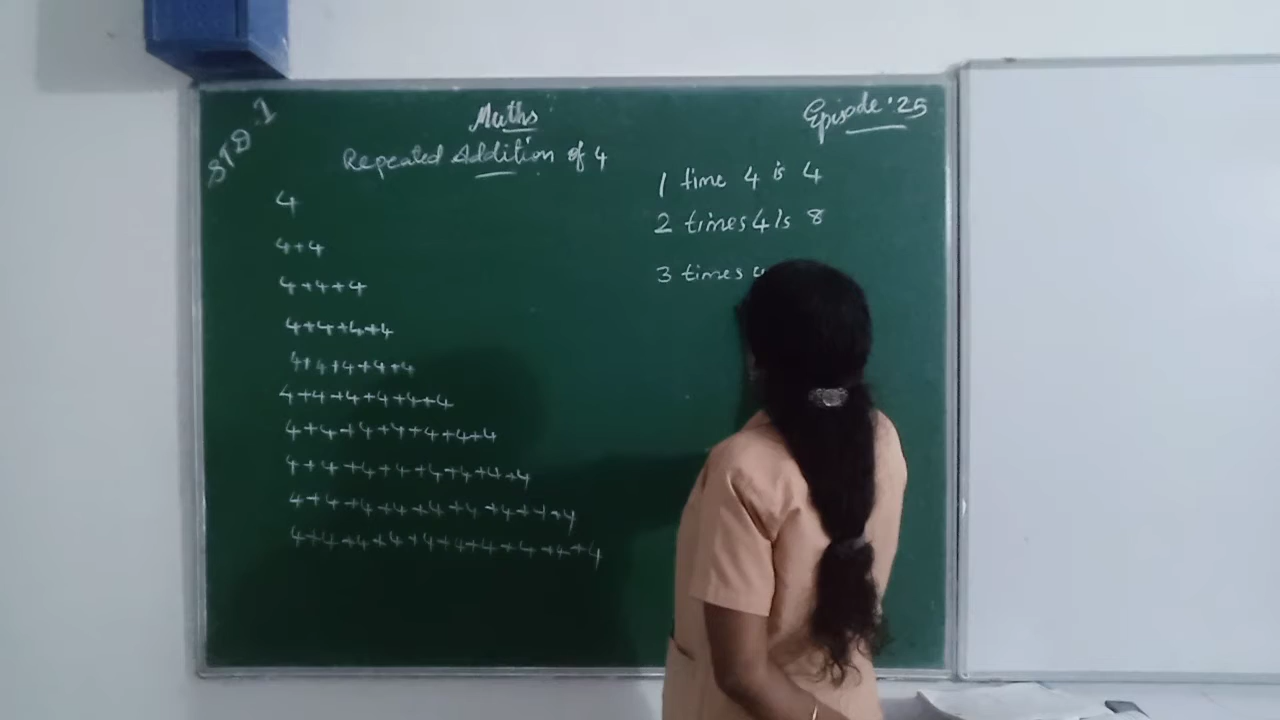 STD 1
Maths
Episode: 25
Repeated Addition of 4
4
4+4
4+4+4
4+4+4+4
4+4+4+4+4
4+4+4+4+4+4
4+4+4+4+4+4+4
4+4+4+4+4+4+4+4
4+4+4+4+4+4+4+4+4
4+4+4+4+4+4+4+4+4+4
1 time 4 is 4
2 times 4 is 8
3 times 4